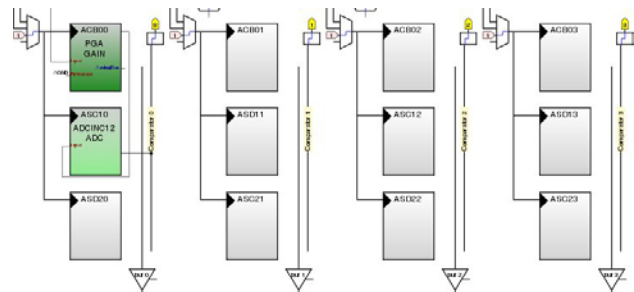 ACB00
PGA
GAIN
ASC10
ADCINC12
ADC
ASD20
Comparator 0
ACB01
ASD11
ASC21
Comparator 1
ACB02
ASC12
ASD22
Comparator 2
ACB03
ASD13
ASC23
Comparator 3